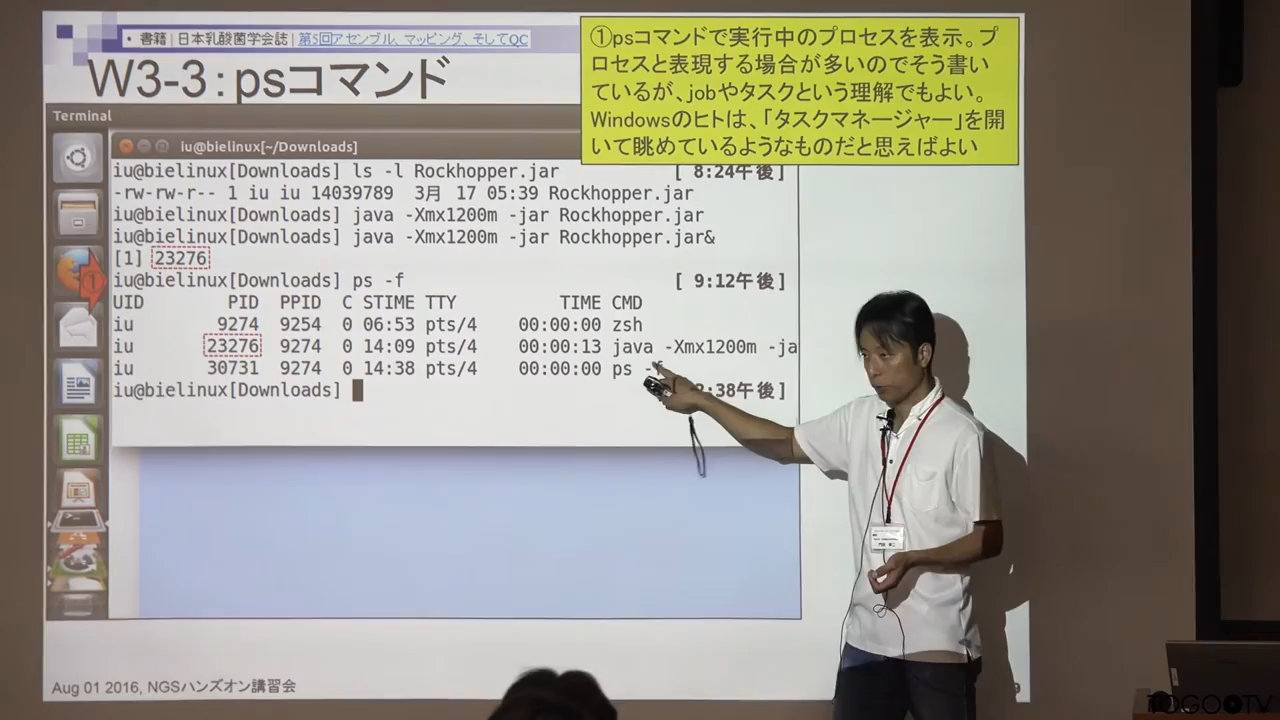 • 書籍 | 日本乳酸菌学会誌 | 第5回アセンブル、マッピング、そしてQC
W3-3：psコマンド
①psコマンドで実行中のプロセスを表示。プ
ロセスと表現する場合が多いのでそう書い
ているが、jobやタスクという理解でもよい。
Windowsのヒトは、「タスクマネージャー」を開
いて眺めているようなものだと思えばよい
Terminal
iu@bielinux[~/Downloads]
iu@bielinux[Downloads] ls -l Rockhopper.jar [ 8:24午後]
-rw-rw-r-- 1 iu iu 14039789 3月 17 05:39 Rockhopper.jar
iu@bielinux[Downloads] java -Xmx1200m -jar Rockhopper.jar
iu@bielinux[Downloads] java -Xmx1200m -jar Rockhopper.jar&
[1] 23276
①
iu@bielinux[Downloads] ps -f [ 9:12午後]
UID PID PPID C STIME TTY TIME CMD
iu 9274 9254 0 06:53 pts/4 00:00:00 zsh
iu 23276 9274 0 14:09 pts/4 00:00:13 java -Xmx1200m -ja
iu 30731 9274 0 14:38 pts/4 00:00:00 ps -f
iu@bielinux[Downloads] :38午後]
Aug 01 2016, NGSハンズオン講習会
9
TOGOTV